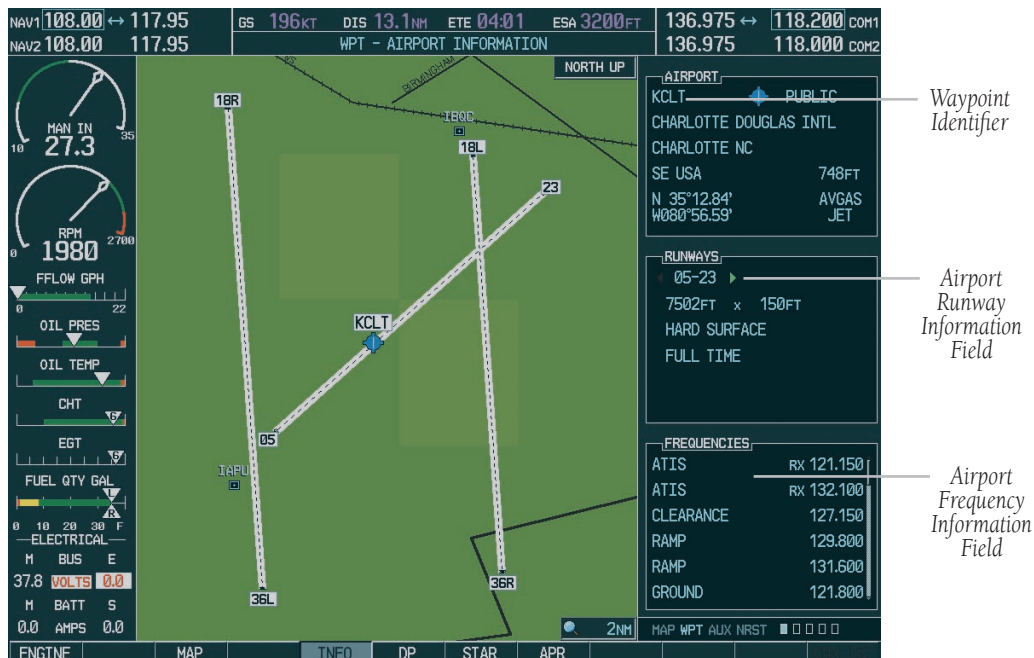 NAV1 108.00 ↔ 117.95
NAV2 108.00 117.95
GS 196KT DIS 13.1NM ETE 04:01 ESA 3200FT
WPT - AIRPORT INFORMATION
136.975 ↔ 118.200 COM1
136.975 118.000 COM2
MAN IN
27.3
10
35
RPM
1980
0
2700
FFLOW GPH
0 22
OIL PRES
OIL TEMP
CHT
6
EGT
6
FUEL QTY GAL
L
R
0 10 20 30 F
ELECTRICAL
M BUS E
37.8 VOLTS 0.0
M BATT S
0.0 AMPS 0.0
NORTH UP
BIRMINGHAM
18R
IBQC
18L
23
KCLT
05
IAPU
36L
36R
2NM
AIRPORT
KCLT PUBLIC
CHARLOTTE DOUGLAS INTL
CHARLOTTE NC
SE USA 748FT
N 35°12.84' AVGAS
W080°56.59' JET
RUNWAYS
05-23
7502FT x 150FT
HARD SURFACE
FULL TIME
FREQUENCIES
ATIS RX 121.150
ATIS RX 132.100
CLEARANCE 127.150
RAMP 129.800
RAMP 131.600
GROUND 121.800
MAP WPT AUX NRST
ENGINE MAP INFO DP STAR APR
Waypoint
Identifier
Airport
Runway
Information
Field
Airport
Frequency
Information
Field